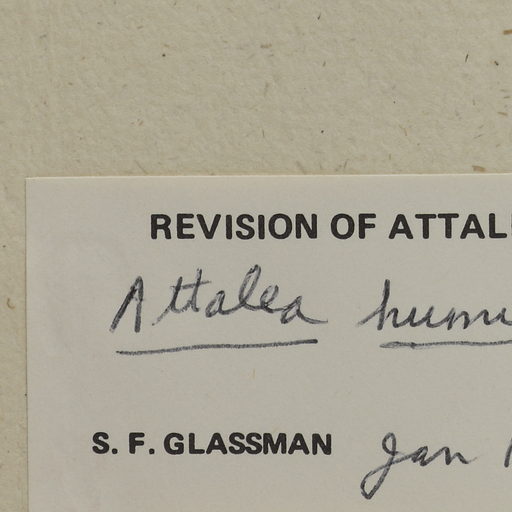 REVISION OF ATTAL
Attalea humi
S. F. GLASSMAN Jan